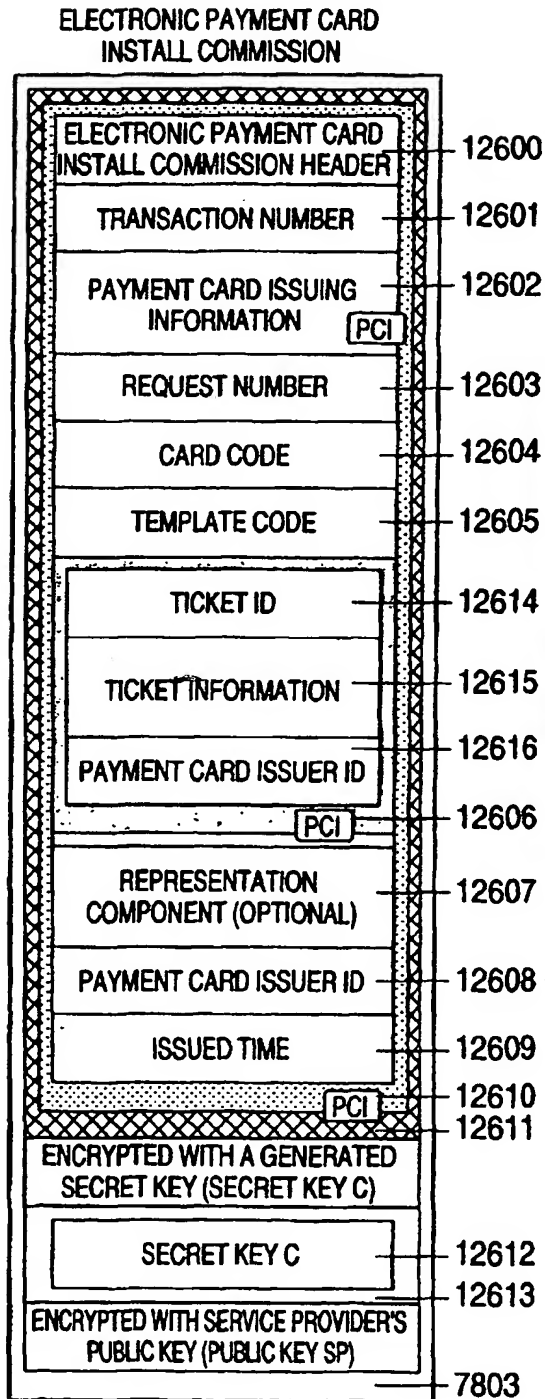 ELECTRONIC PAYMENT CARD
INSTALL COMMISSION
ELECTRONIC PAYMENT CARD
INSTALL COMMISSION HEADER
12600
TRANSACTION NUMBER
12601
PAYMENT CARD ISSUING
INFORMATION
PCI
12602
REQUEST NUMBER
12603
CARD CODE
12604
TEMPLATE CODE
12605
TICKET ID
12614
TICKET INFORMATION
12615
PAYMENT CARD ISSUER ID
12616
PCI
12606
REPRESENTATION
COMPONENT (OPTIONAL)
12607
PAYMENT CARD ISSUER ID
12608
ISSUED TIME
12609
PCI
12610
12611
ENCRYPTED WITH A GENERATED
SECRET KEY (SECRET KEY C)
SECRET KEY C
12612
12613
ENCRYPTED WITH SERVICE PROVIDER'S
PUBLIC KEY (PUBLIC KEY SP)
7803